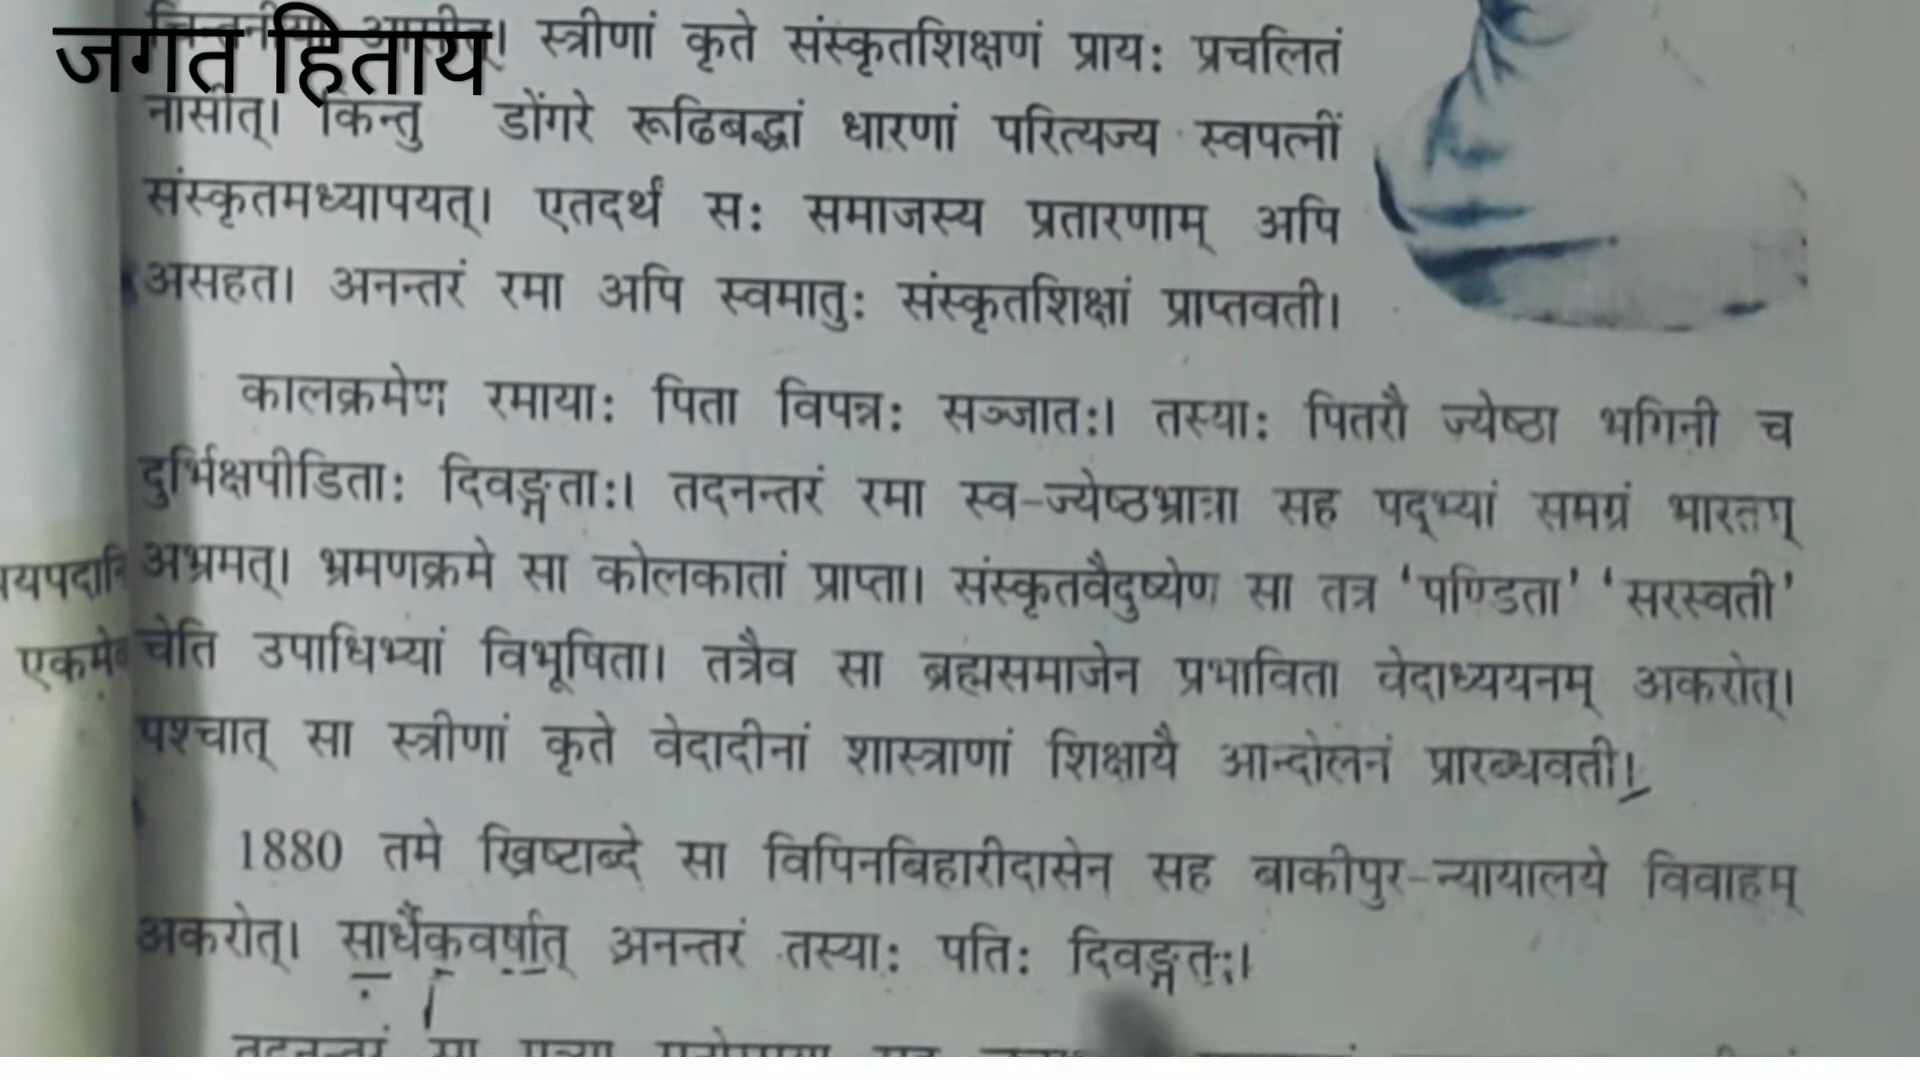 जगत हिताय
स्त्रीणां कृते संस्कृतशिक्षणं प्रायः प्रचलितं
नासीत्। किन्तु डोंगरे रूढिबद्धां धारणां परित्यज्य स्वपत्नीं
संस्कृतमध्यापयत्। एतदर्थं सः समाजस्य प्रतारणाम् अपि
असहत। अनन्तरं रमा अपि स्वमातुः संस्कृतशिक्षां प्राप्तवती।
कालक्रमेण रमायाः पिता विपन्नः सञ्जातः। तस्याः पितरौ ज्येष्ठा भगिनी च
दुर्भिक्षपीडिताः दिवङ्गताः। तदनन्तरं रमा स्व-ज्येष्ठभ्रात्रा सह पद्भ्यां समग्रं भारतम्
अभ्रमत्। भ्रमणक्रमे सा कोलकातां प्राप्ता। संस्कृतवैदुष्येण सा तत्र ‘पण्डिता’ ‘सरस्वती’
चेति उपाधिभ्यां विभूषिता। तत्रैव सा ब्रह्मसमाजेन प्रभाविता वेदाध्ययनम् अकरोत्।
पश्चात् सा स्त्रीणां कृते वेदादीनां शास्त्राणां शिक्षायै आन्दोलनं प्रारब्धवती।
1880 तमे ख्रिष्टाब्दे सा विपिनबिहारीदासेन सह बाकीपुर-न्यायालये विवाहम्
अकरोत्। सार्धैकवर्षात् अनन्तरं तस्याः पतिः दिवङ्गतः।